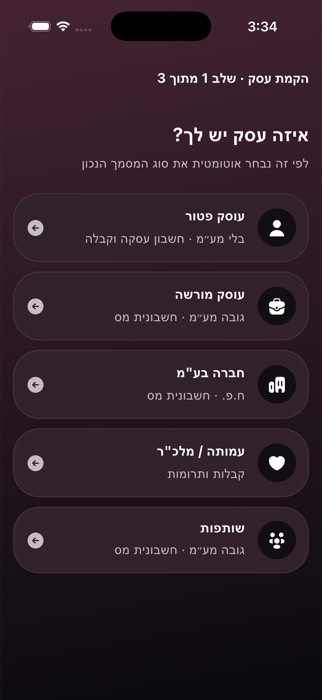 3:34
הקמת עסק · שלב 1 מתוך 3
איזה עסק יש לך?
לפי זה נבחר אוטומטית את סוג המסמך הנכון
עוסק פטור
בלי מע״מ · חשבון עסקה וקבלה
עוסק מורשה
גובה מע״מ · חשבונית מס
חברה בע"מ
ח.פ. · חשבונית מס
עמותה / מלכ"ר
קבלות ותרומות
שותפות
גובה מע״מ · חשבונית מס